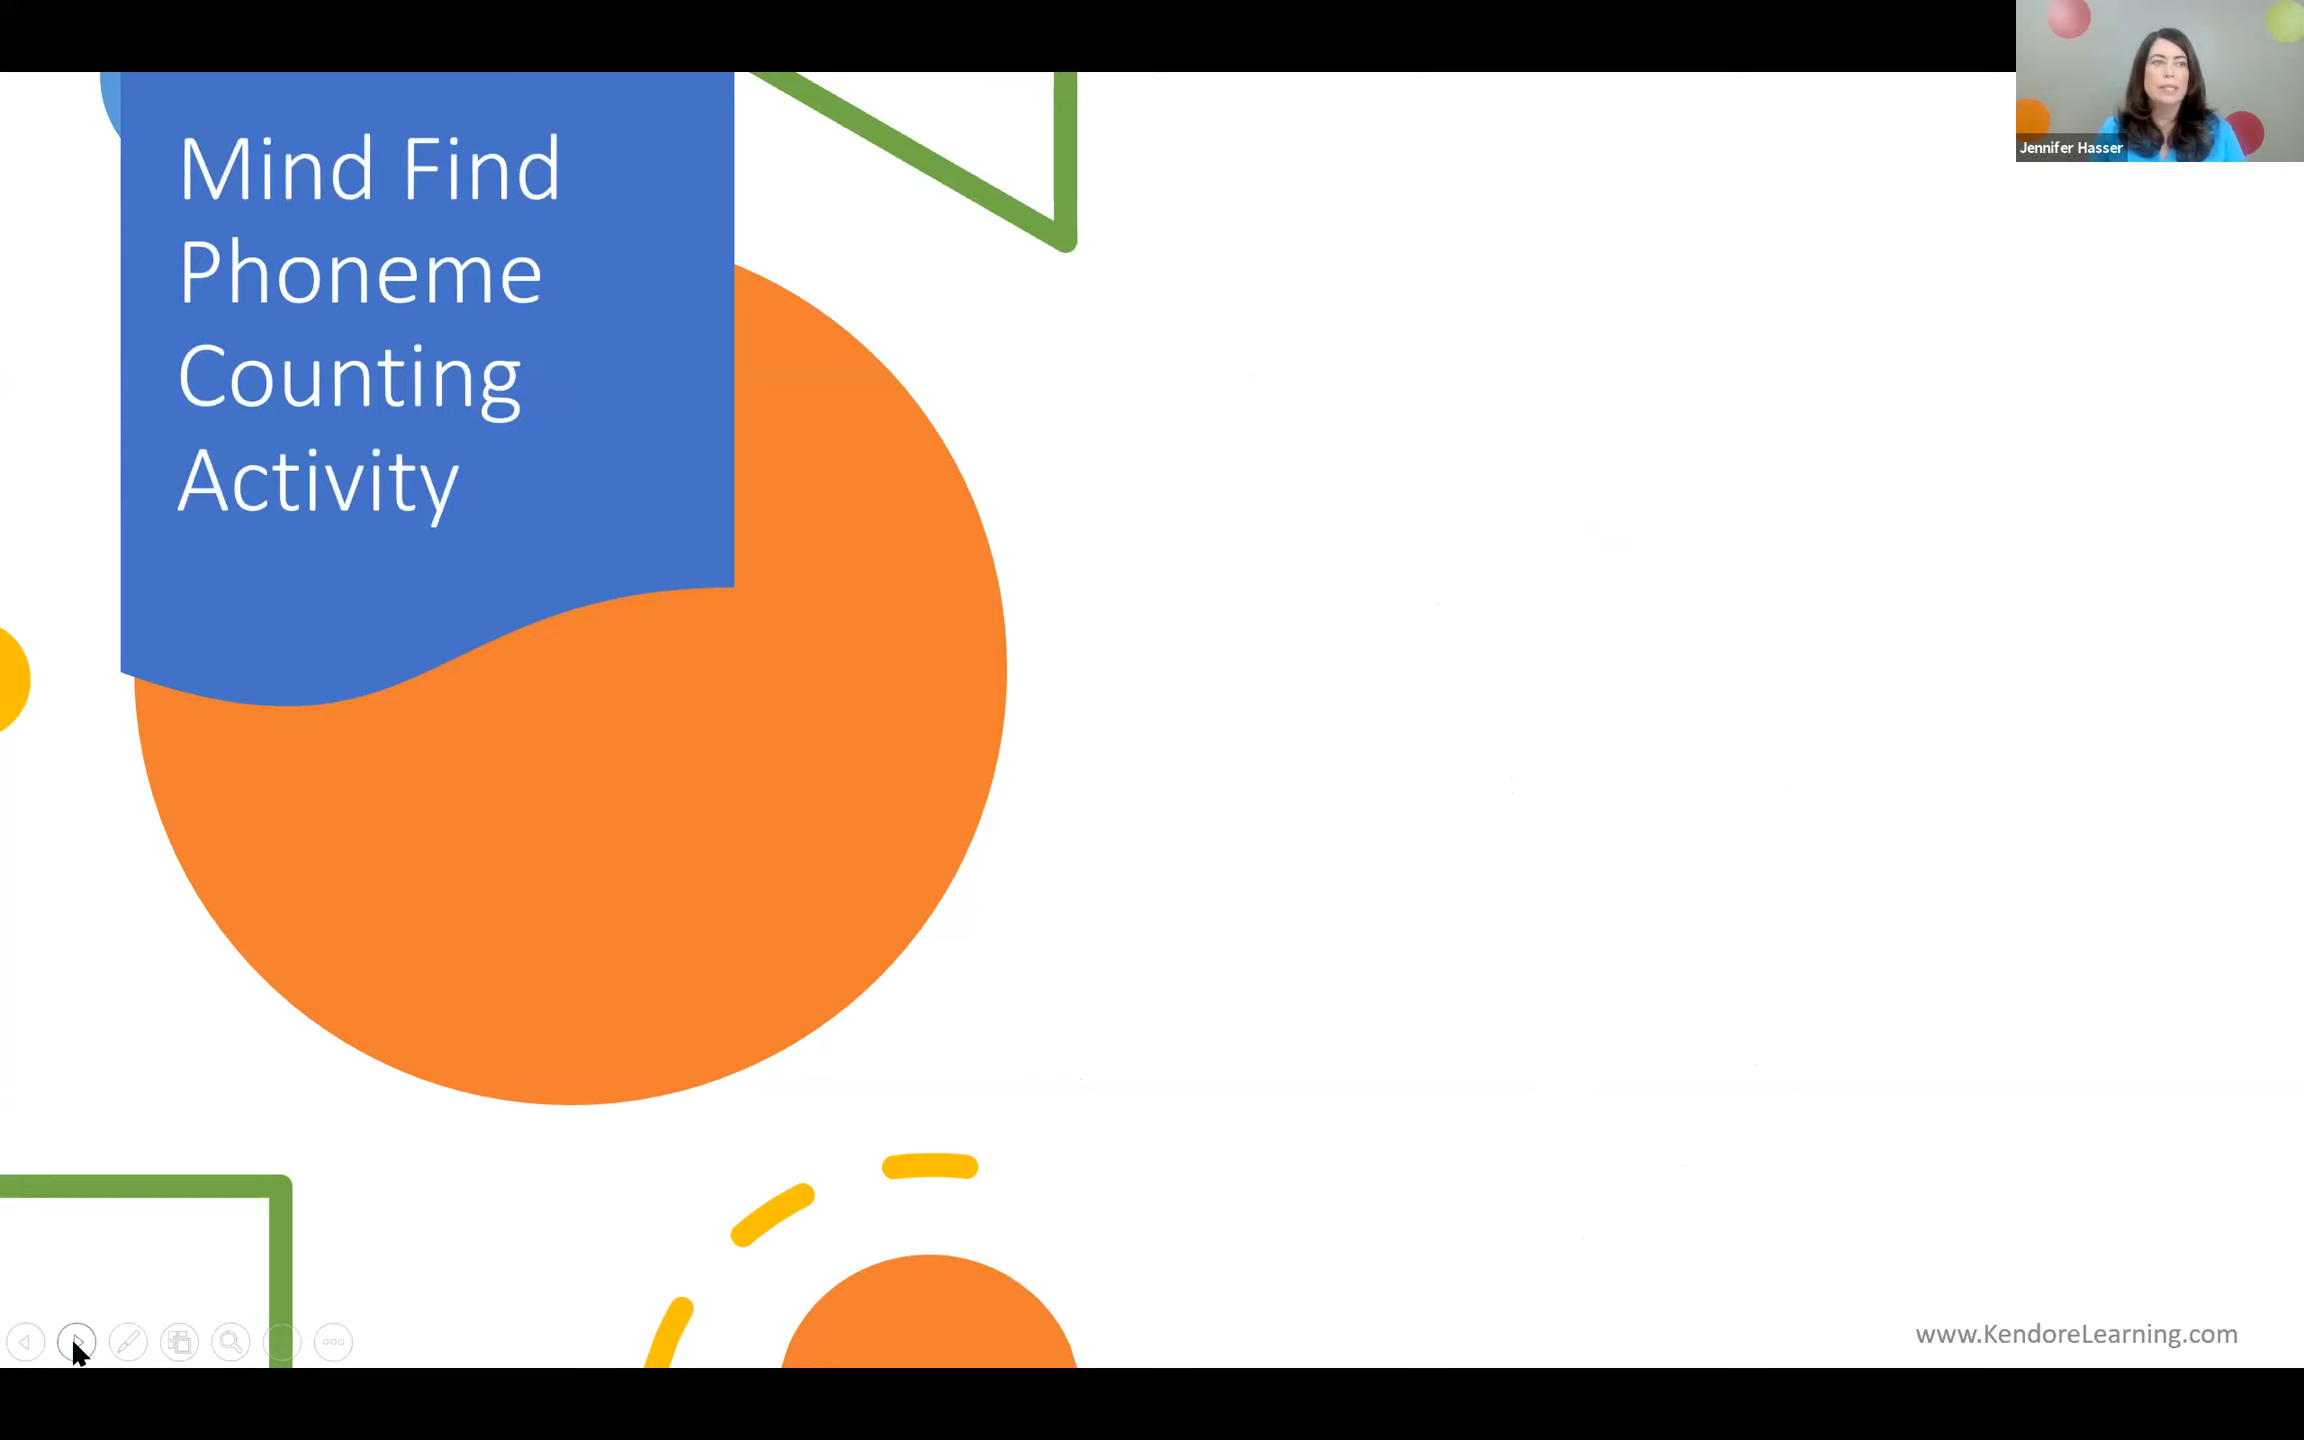 Mind Find
Phoneme
Counting
Activity
Jennifer Hasser
www.KendoreLearning.com